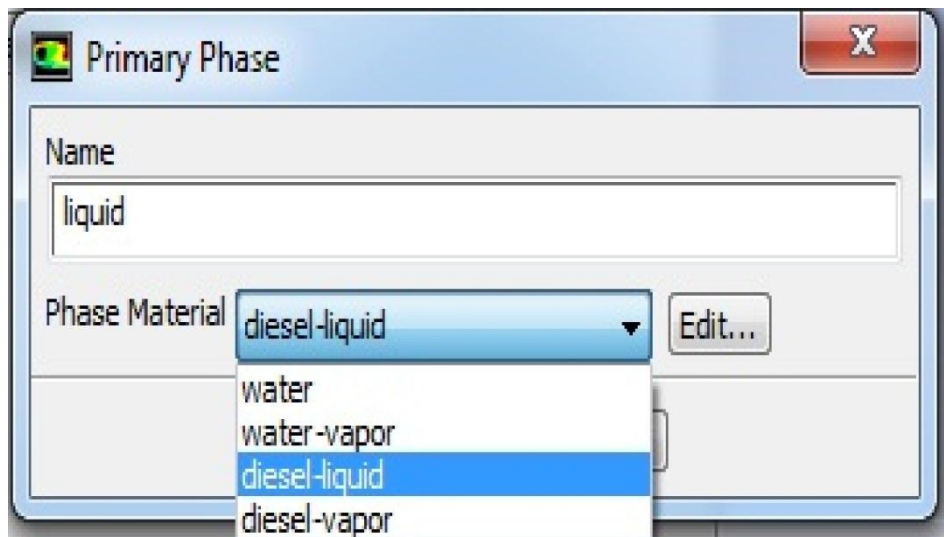 Primary Phase
X
Name
liquid
Phase Material diesel-liquid Edit...
water
water-vapor
diesel-liquid
diesel-vapor